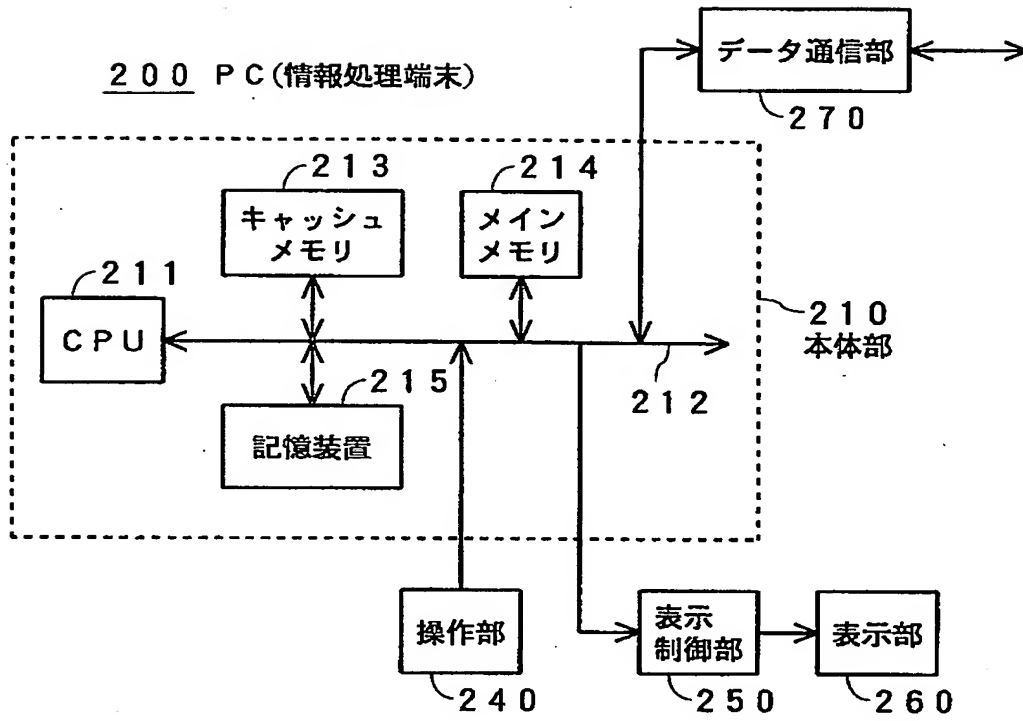 データ通信部
200 PC(情報処理端末)
270
213
214
キャッシュ
メモリ
メイン
メモリ
211
CPU
210
本体部
215
212
記憶装置
操作部
表示
制御部
表示部
240
250
260